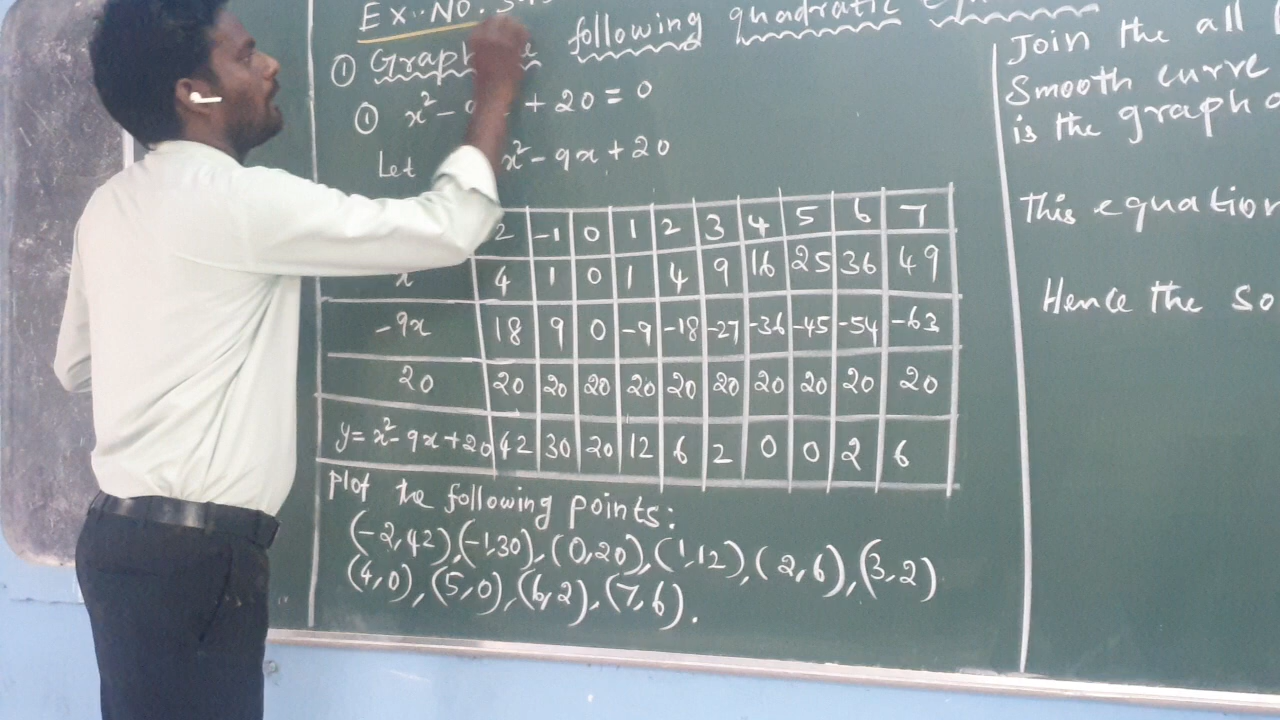 Ex. No. 3.
① Graph following quadratic
① x² - + 20 = 0
Let x² - 9x + 20
2 -1 0 1 2 3 4 5 6 7
x 4 1 0 1 4 9 16 25 36 49
-9x 18 9 0 -9 -18 -27 -36 -45 -54 -63
20 20 20 20 20 20 20 20 20 20 20
y = x² - 9x + 20 42 30 20 12 6 2 0 0 2 6
Plot the following points:
(-2,42), (-1,30), (0,20), (1,12), (2,6), (3,2)
(4,0), (5,0), (6,2), (7,6).
Join the all
Smooth curve
is the graph
This equation
Hence the so